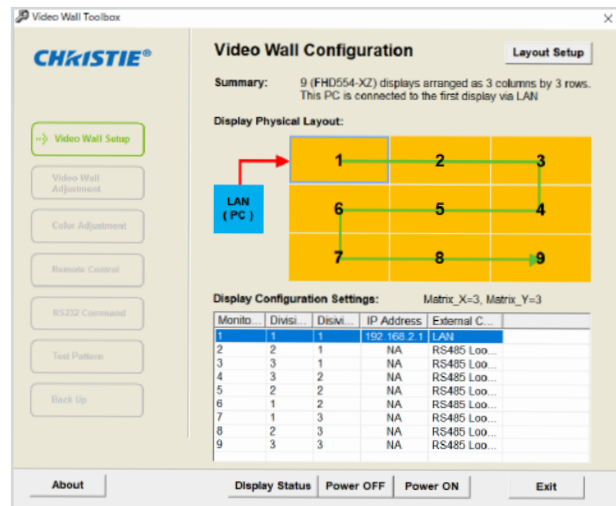 Video Wall Toolbox
CHRISTIE®
Video Wall Configuration
Layout Setup
Summary: 9 (FHD554-XZ) displays arranged as 3 columns by 3 rows.
This PC is connected to the first display via LAN
Display Physical Layout:
Video Wall Setup
Video Wall
Adjustment
Color Adjustment
Remote Control
RS232 Command
Test Pattern
Back Up
LAN
( PC )
1 2 3
6 5 4
7 8 9
Display Configuration Settings: Matrix_X=3, Matrix_Y=3
Monito... Divisi... Disivi... IP Address External C...
1 1 1 192.168.2.1 LAN
2 2 1 NA RS485 Loo...
3 3 1 NA RS485 Loo...
4 3 2 NA RS485 Loo...
5 2 2 NA RS485 Loo...
6 1 2 NA RS485 Loo...
7 1 3 NA RS485 Loo...
8 2 3 NA RS485 Loo...
9 3 3 NA RS485 Loo...
About Display Status Power OFF Power ON Exit